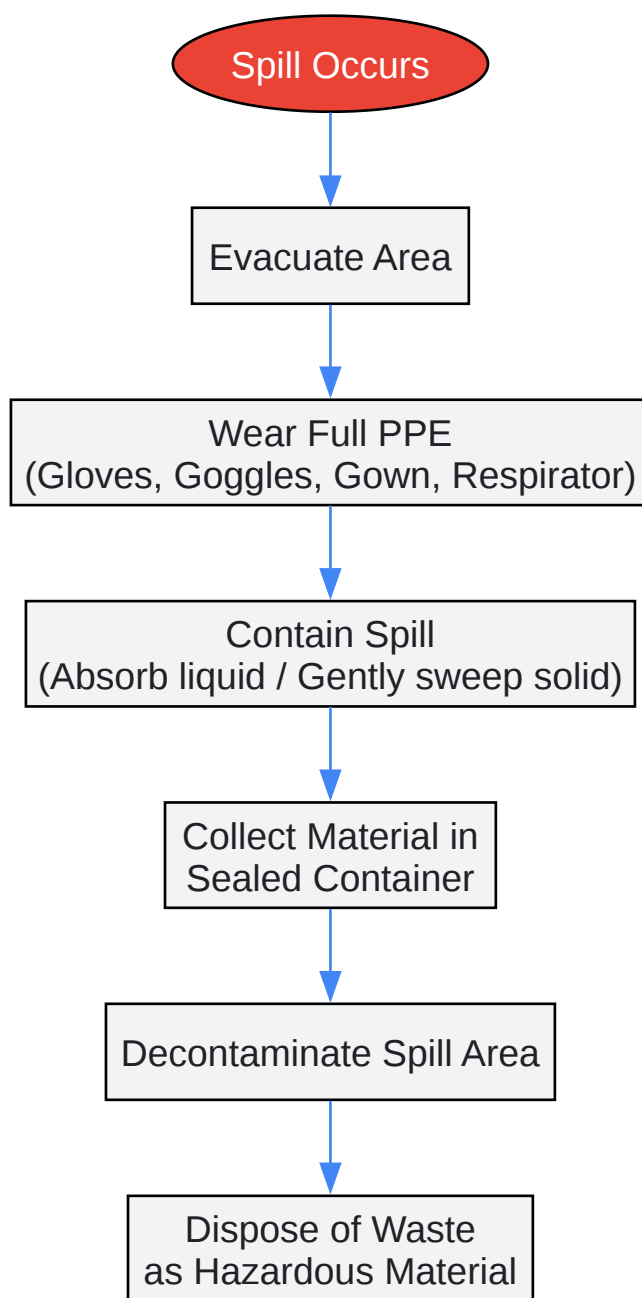 Spill Occurs
Evacuate Area
Wear Full PPE
(Gloves, Goggles, Gown, Respirator)
Contain Spill
(Absorb liquid / Gently sweep solid)
Collect Material in
Sealed Container
Decontaminate Spill Area
Dispose of Waste
as Hazardous Material